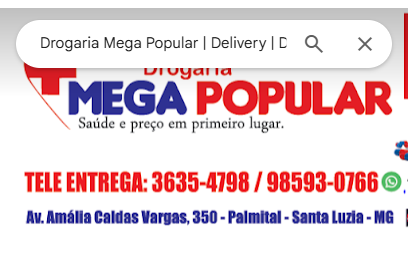 Drogaria Mega Popular | Delivery | D
Drogaria
MEGA POPULAR
Saúde e preço em primeiro lugar.
TELE ENTREGA: 3635-4798 / 98593-0766
Av. Amália Caldas Vargas, 350 - Palmital - Santa Luzia - MG